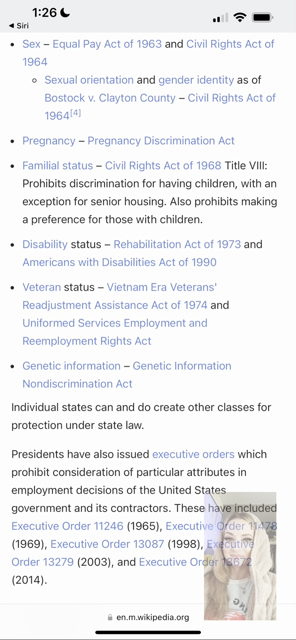 1:26
◀ Siri
• Sex – Equal Pay Act of 1963 and Civil Rights Act of
1964
◦ Sexual orientation and gender identity as of
Bostock v. Clayton County – Civil Rights Act of
1964[4]
• Pregnancy – Pregnancy Discrimination Act
• Familial status – Civil Rights Act of 1968 Title VIII:
Prohibits discrimination for having children, with an
exception for senior housing. Also prohibits making
a preference for those with children.
• Disability status – Rehabilitation Act of 1973 and
Americans with Disabilities Act of 1990
• Veteran status – Vietnam Era Veterans'
Readjustment Assistance Act of 1974 and
Uniformed Services Employment and
Reemployment Rights Act
• Genetic information – Genetic Information
Nondiscrimination Act
Individual states can and do create other classes for
protection under state law.
Presidents have also issued executive orders which
prohibit consideration of particular attributes in
employment decisions of the United States
government and its contractors. These have included
Executive Order 11246 (1965), Executive Order 11478
(1969), Executive Order 13087 (1998), Executive
Order 13279 (2003), and Executive Order 13672
(2014).
en.m.wikipedia.org